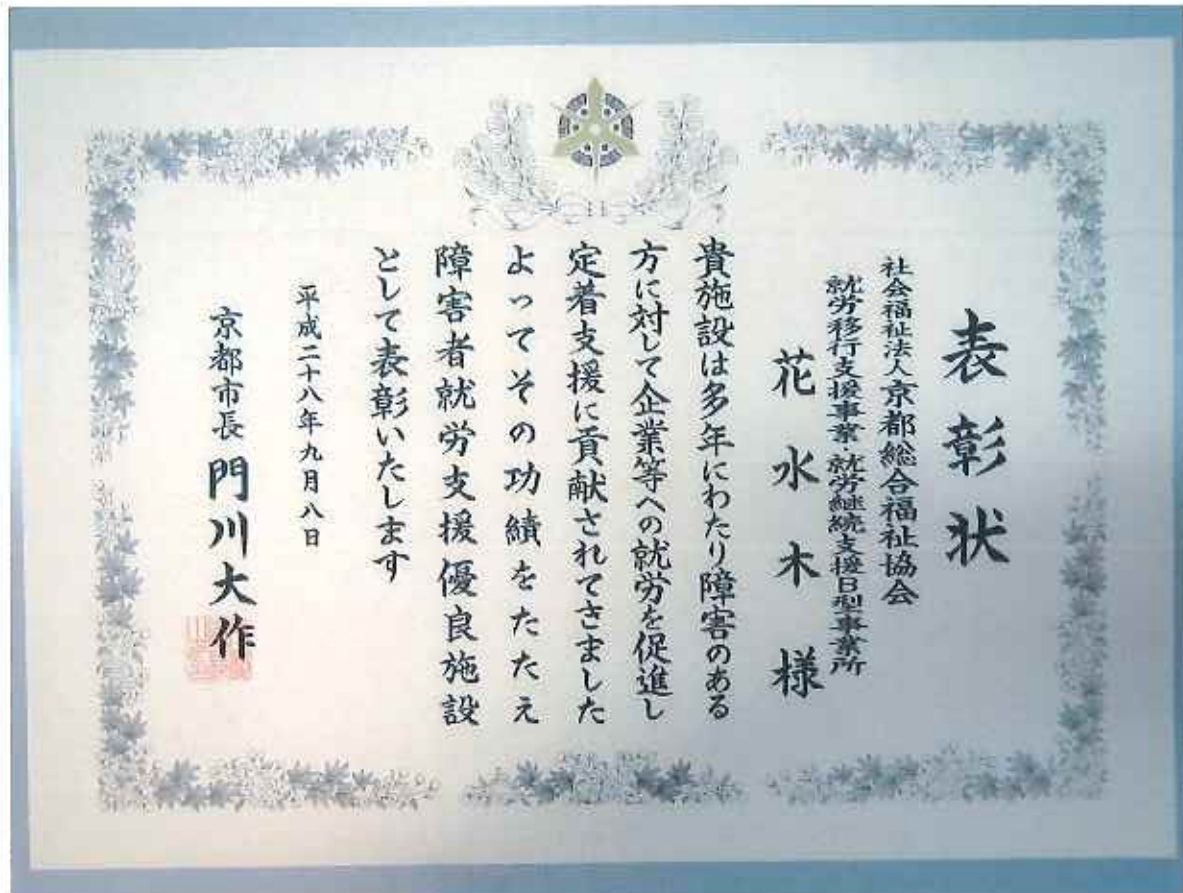 表彰状
社会福祉法人京都総合福祉協会
就労移行支援事業・就労継続支援B型事業所
花水木様
貴施設は多年にわたり障害のある
方に対して企業等への就労を促進し
定着支援に貢献されてきました
よってその功績をたたえ
障害者就労支援優良施設
として表彰いたします
平成二十八年九月八日
京都市長 門川大作